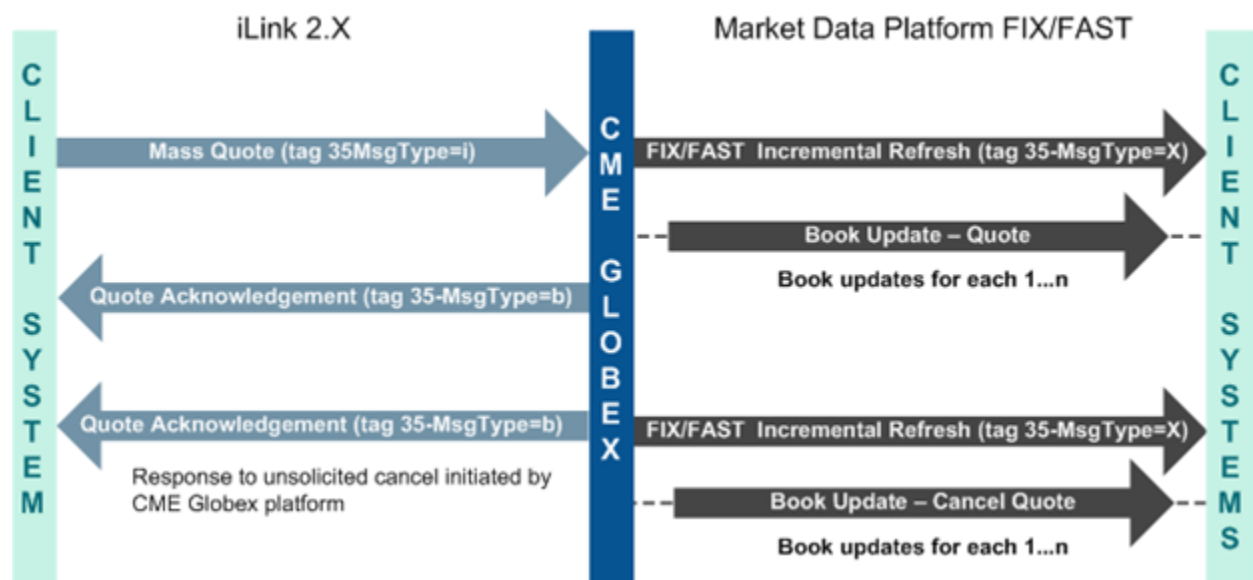 iLink 2.X
Market Data Platform FIX/FAST
CLIENT SYSTEM
CME GLOBEX
CLIENT SYSTEMS
Mass Quote (tag 35MsgType=i)
FIX/FAST Incremental Refresh (tag 35-MsgType=X)
Book Update – Quote
Book updates for each 1...n
Quote Acknowledgement (tag 35-MsgType=b)
Quote Acknowledgement (tag 35-MsgType=b)
FIX/FAST Incremental Refresh (tag 35-MsgType=X)
Response to unsolicited cancel initiated by
CME Globex platform
Book Update – Cancel Quote
Book updates for each 1...n